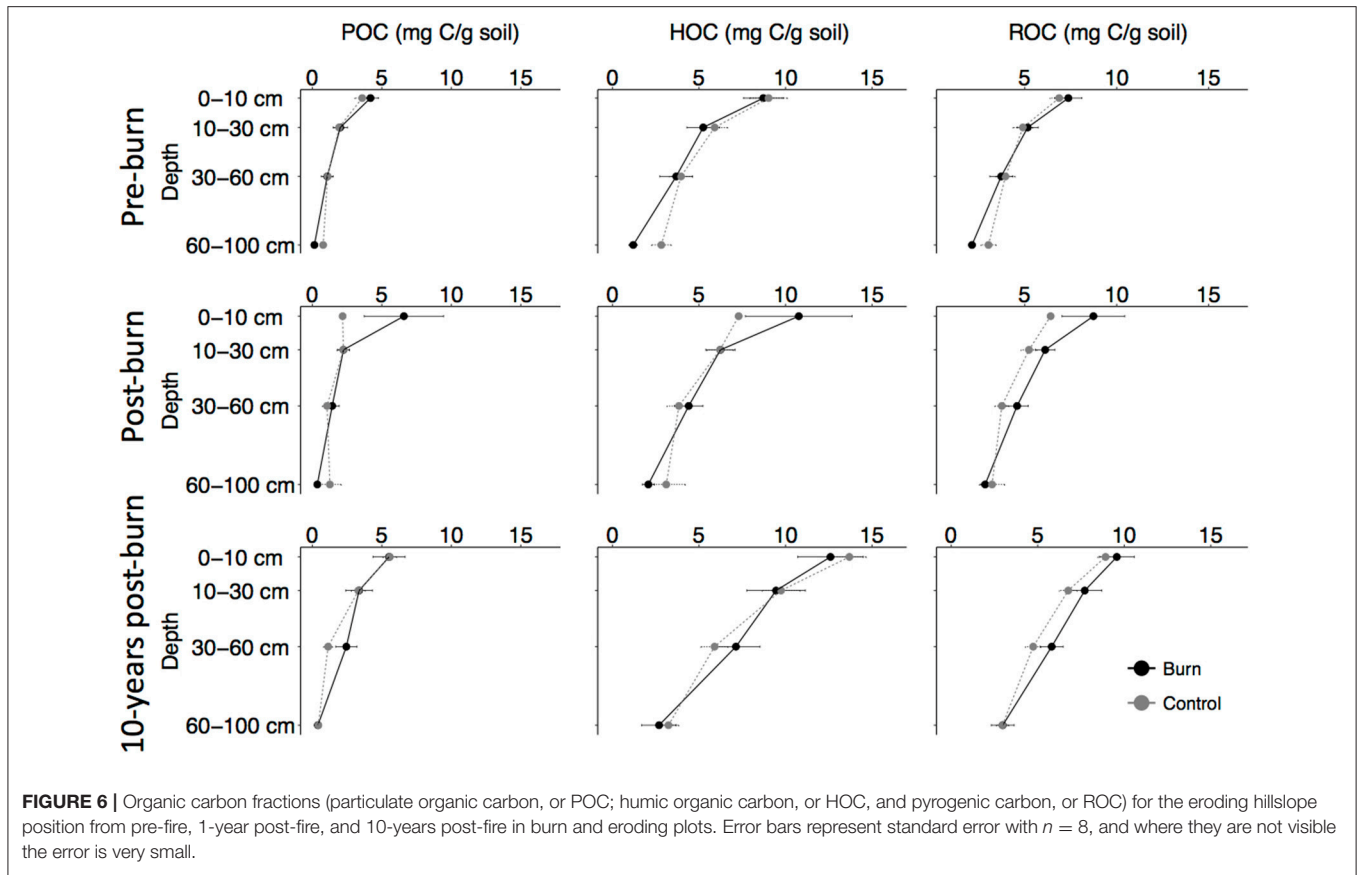 POC (mg C/g soil) HOC (mg C/g soil) ROC (mg C/g soil)
0 5 10 15 0 5 10 15 5 10 15
Pre-burn
Depth
0–10 cm
10–30 cm
30–60 cm
60–100 cm
0 5 10 15 0 5 10 15 5 10 15
Post-burn
Depth
0–10 cm
10–30 cm
30–60 cm
60–100 cm
0 5 10 15 0 5 10 15 0 5 10 15
10-years post-burn
Depth
0–10 cm
10–30 cm
30–60 cm
60–100 cm
Burn
Control
FIGURE 6 | Organic carbon fractions (particulate organic carbon, or POC; humic organic carbon, or HOC, and pyrogenic carbon, or ROC) for the eroding hillslope
position from pre-fire, 1-year post-fire, and 10-years post-fire in burn and eroding plots. Error bars represent standard error with n = 8, and where they are not visible
the error is very small.